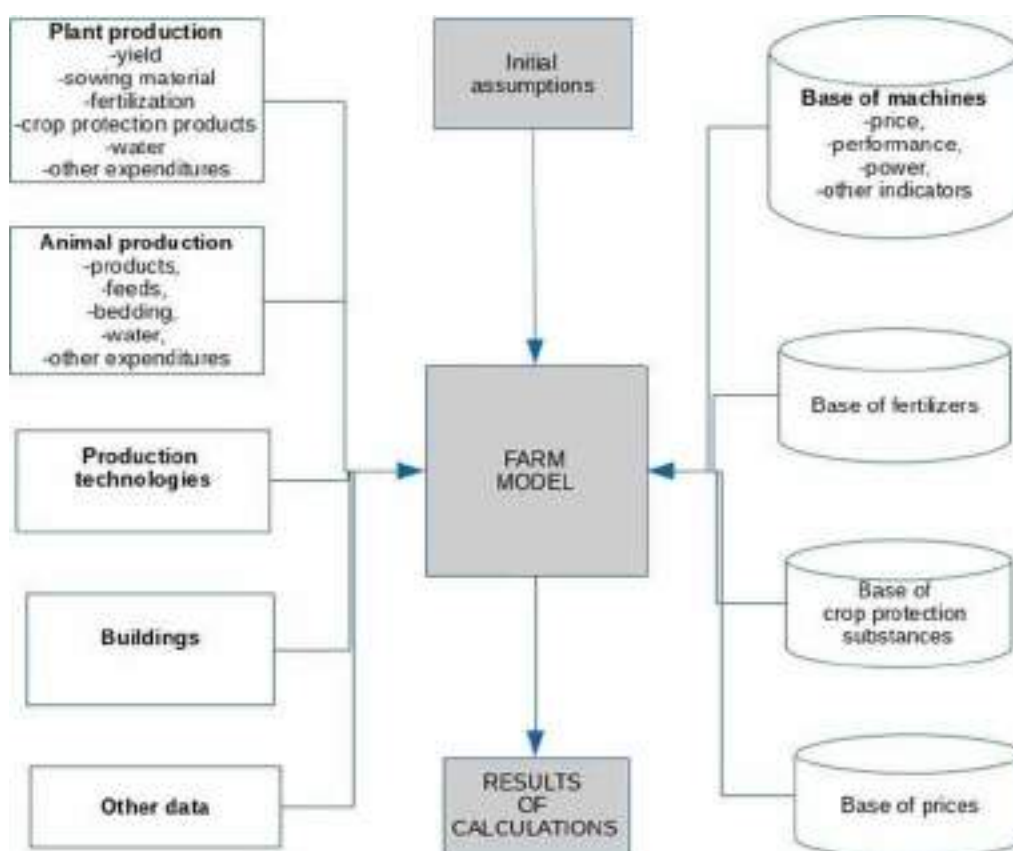 Plant production
-yield
-sowing material
-fertilization
-crop protection products
-water
-other expenditures
Animal production
-products,
-feeds,
-bedding,
-water,
-other expenditures
Production
technologies
Buildings
Other data
Initial
assumptions
FARM
MODEL
RESULTS
OF
CALCULATIONS
Base of machines
-price,
-performance,
-power,
-other indicators
Base of fertilizers
Base of
crop protection
substances
Base of prices